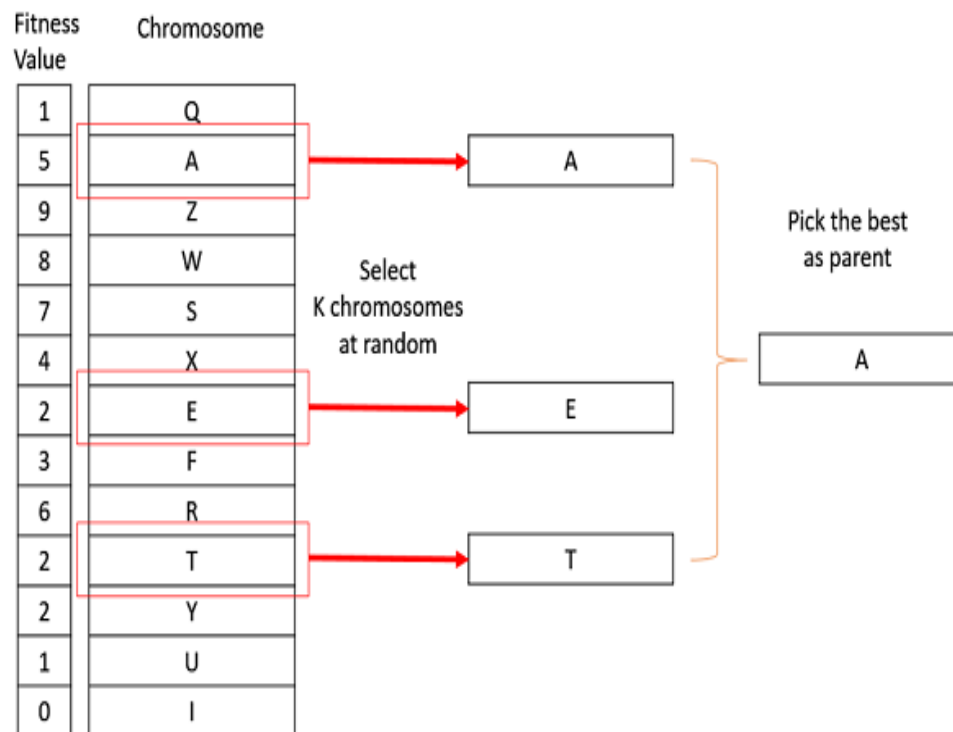 Fitness
Value
Chromosome
1 Q
5 A A
9 Z
8 W
7 S
4 X
2 E E
3 F
6 R
2 T T
2 Y
1 U
0 I
Select
K chromosomes
at random
Pick the best
as parent
A